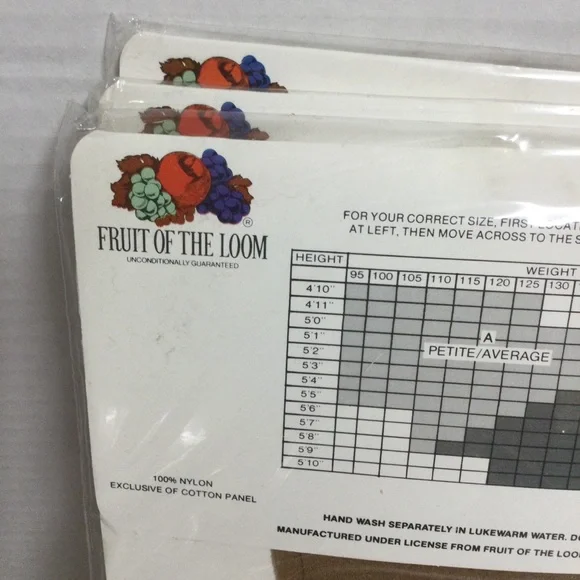 FRUIT OF THE LOOM ®
UNCONDITIONALLY GUARANTEED
FOR YOUR CORRECT SIZE, FIRST
AT LEFT, THEN MOVE ACROSS TO THE
HEIGHT WEIGHT
95 100 105 110 115 120 125 130
4'10"
4'11"
5'0"
5'1"
5'2"
5'3"
5'4"
5'5"
5'6"
5'7"
5'8"
5'9"
5'10"
A
PETITE/AVERAGE
100% NYLON
EXCLUSIVE OF COTTON PANEL
HAND WASH SEPARATELY IN LUKEWARM WATER.
MANUFACTURED UNDER LICENSE FROM FRUIT OF THE